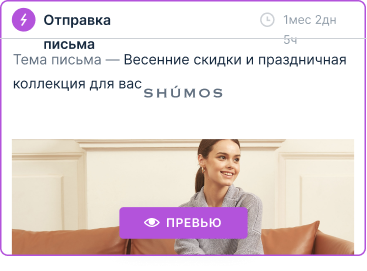 Отправка
письма
1мес 2дн
5ч
Тема письма — Весенние скидки и праздничная
коллекция для вас
SHÚMOS
ПРЕВЬЮ